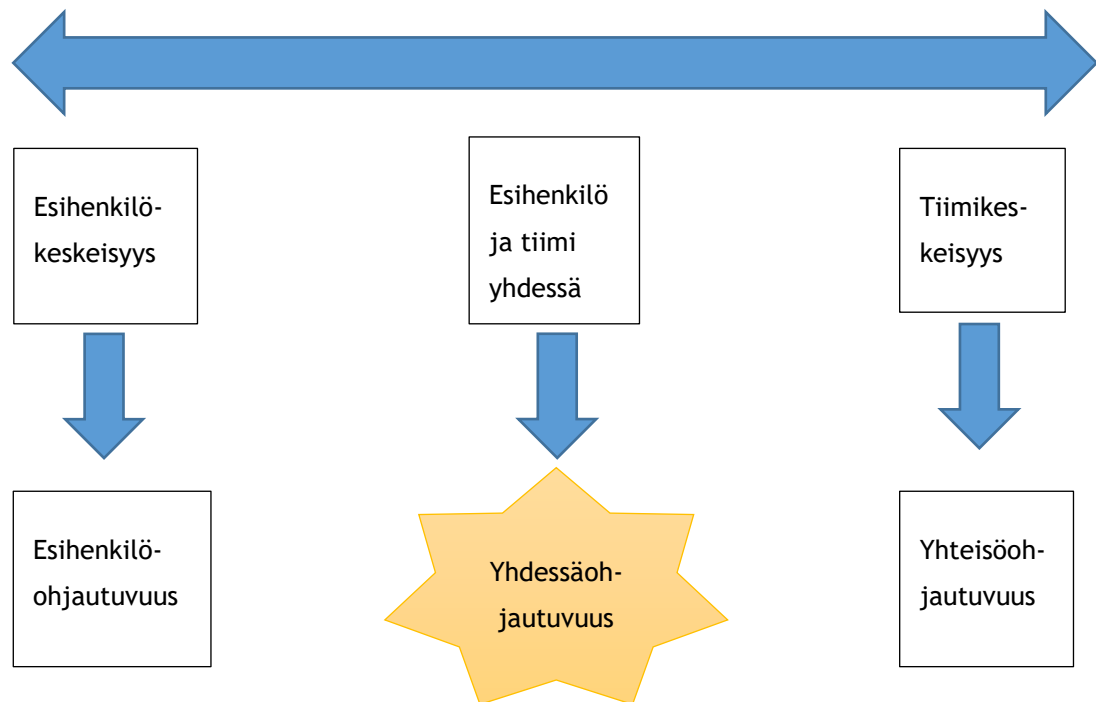 Esihenkilö-
keskeisyys
Esihenkilö
ja tiimi
yhdessä
Tiimikes-
keisyys
Esihenkilö-
ohjautuvuus
Yhdessäoh-
jautuvuus
Yhteisöoh-
jautuvuus